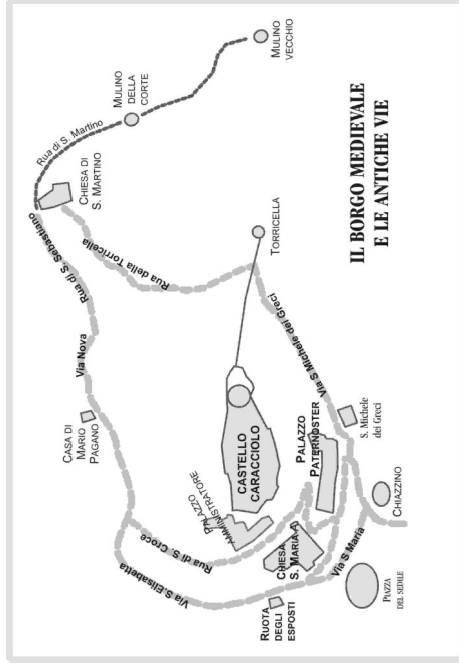 IL BORGO MEDIEVALE
E LE ANTICHE VIE
MULINO
VECCHIO
MULINO
DELLA
CORTE
Rua di S. Martino
CHIESA DI
S. MARTINO
Rua di S. Sebastiano
Rua della Torricella
TORRICELLA
Via Nova
CASA DI
MARIO
PAGANO
Via S Michele dei Greci
CASTELLO
CARACCIOLO
PALAZZO
AMMINISTRATORE
PALAZZO
PATERNOSTER
S. Michele
dei Greci
Rua di S. Croce
Via S.Elisabetta
CHIESA
S. MARIA A.
Via S Maria
CHIAZZINO
RUOTA
DEGLI
ESPOSTI
PIAZZA
DEL SEDILE